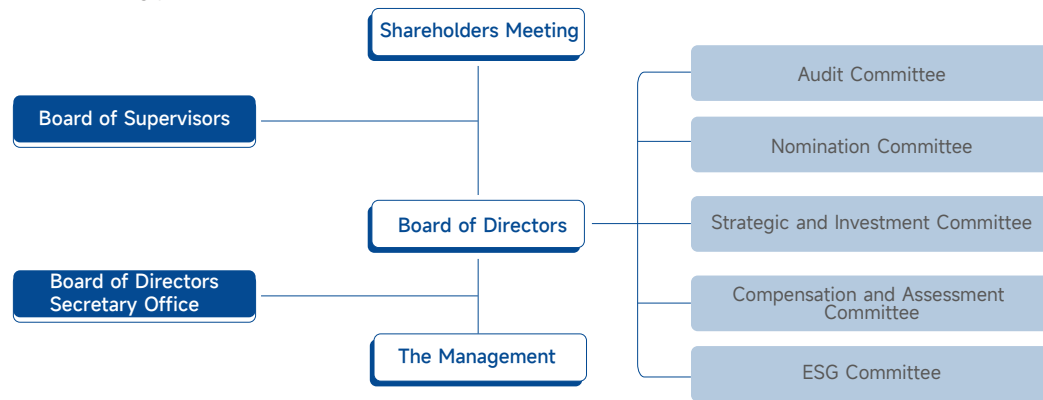 Shareholders Meeting
Audit Committee
Board of Supervisors
Nomination Committee
Board of Directors
Strategic and Investment Committee
Board of Directors
Secretary Office
Compensation and Assessment
Committee
The Management
ESG Committee